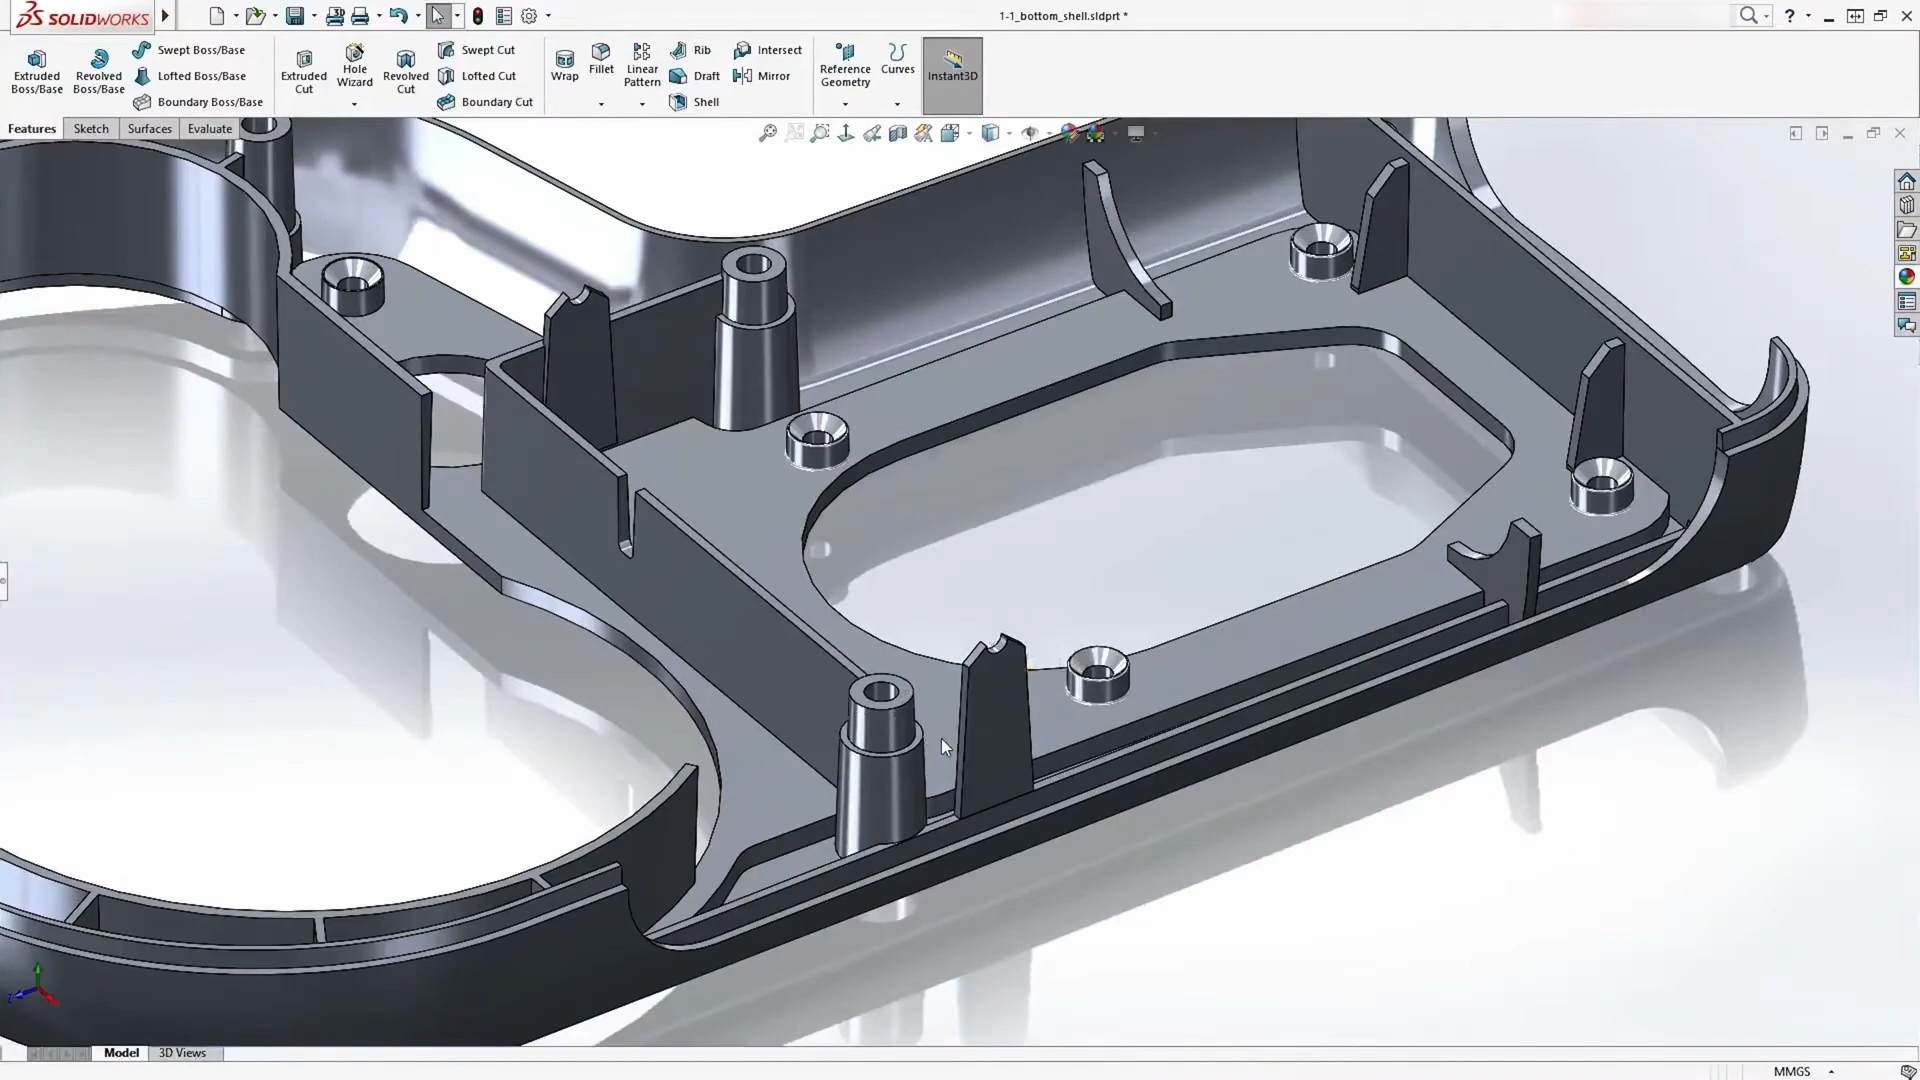 SOLIDWORKS
1-1_bottom_shell.sldprt *
?
Extruded Boss/Base
Revolved Boss/Base
Swept Boss/Base
Lofted Boss/Base
Boundary Boss/Base
Extruded Cut
Hole Wizard
Revolved Cut
Swept Cut
Lofted Cut
Boundary Cut
Wrap
Fillet
Linear Pattern
Rib
Draft
Shell
Intersect
Mirror
Reference Geometry
Curves
Instant3D
Features
Sketch
Surfaces
Evaluate
Model
3D Views
MMGS